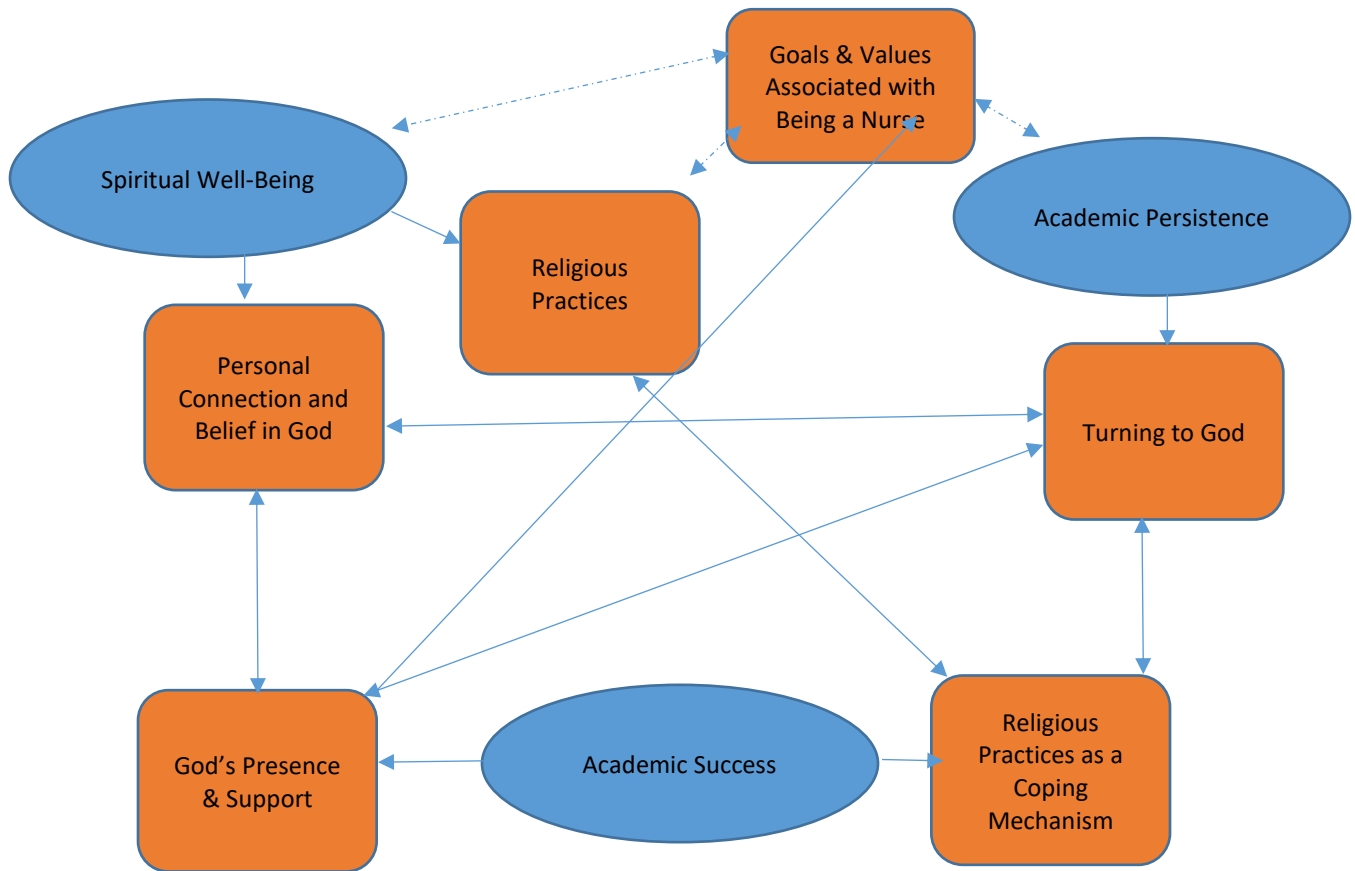 Goals & Values
Associated with
Being a Nurse
Spiritual Well-Being
Academic Persistence
Religious
Practices
Personal
Connection and
Belief in God
Turning to God
God’s Presence
& Support
Academic Success
Religious
Practices as a
Coping
Mechanism